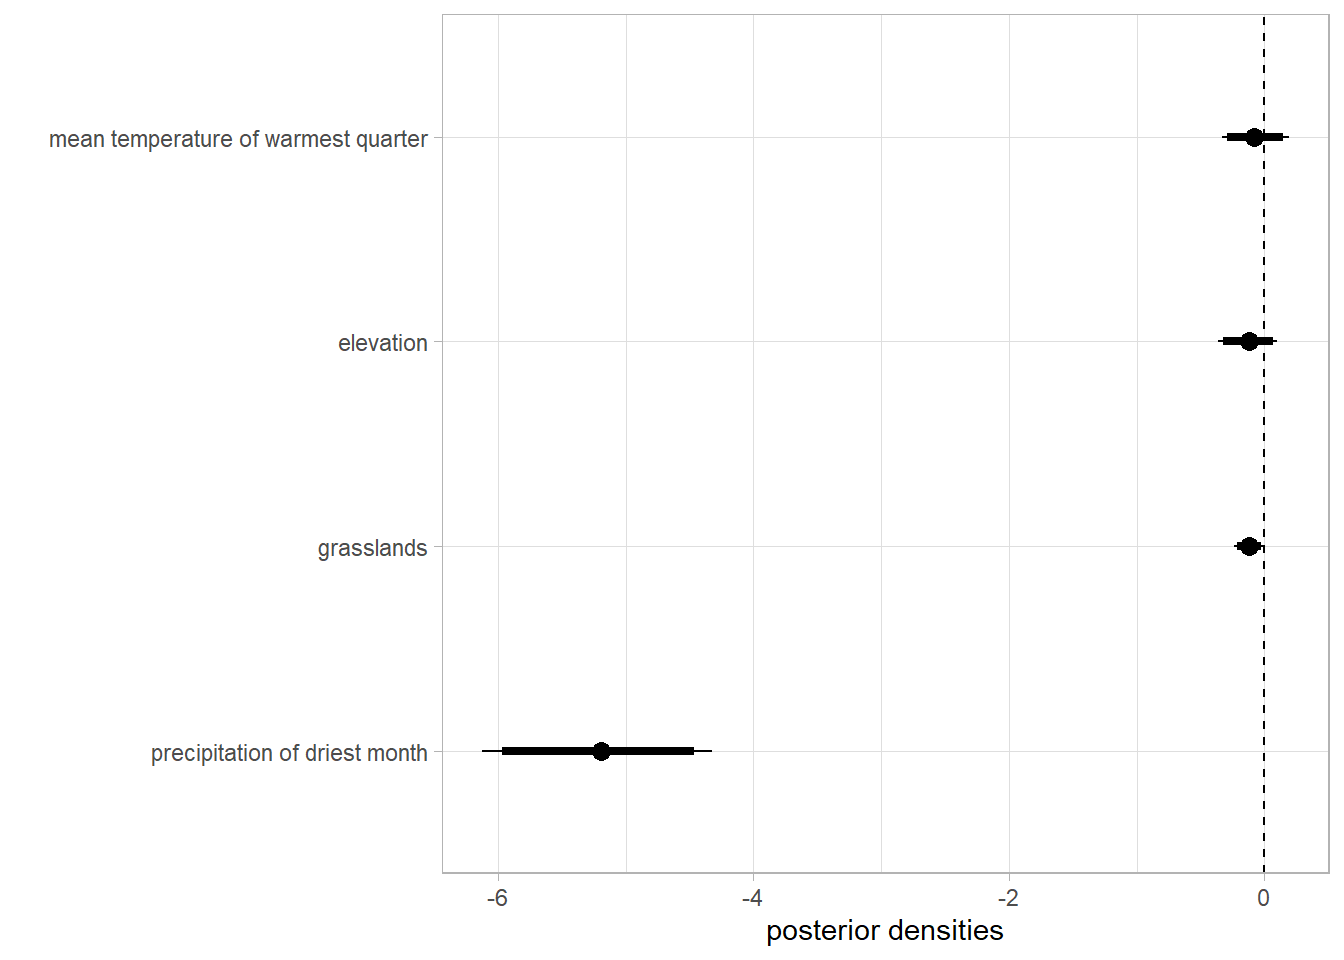 mean temperature of warmest quarter
elevation
grasslands
precipitation of driest month
-6 -4 -2 0
posterior densities